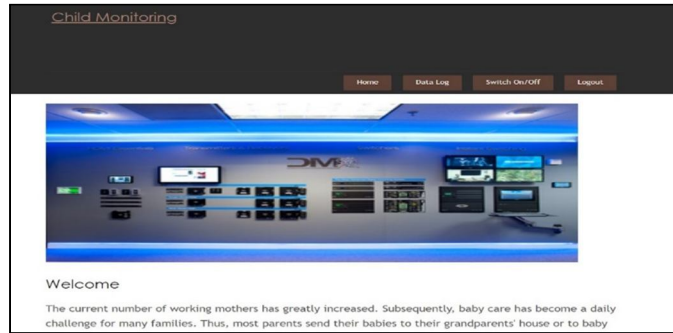 Child Monitoring
Home
Data Log
Switch On/Off
Logout
Welcome
The current number of working mothers has greatly increased. Subsequently, baby care has become a daily
challenge for many families. Thus, most parents send their babies to their grandparents' house or to baby